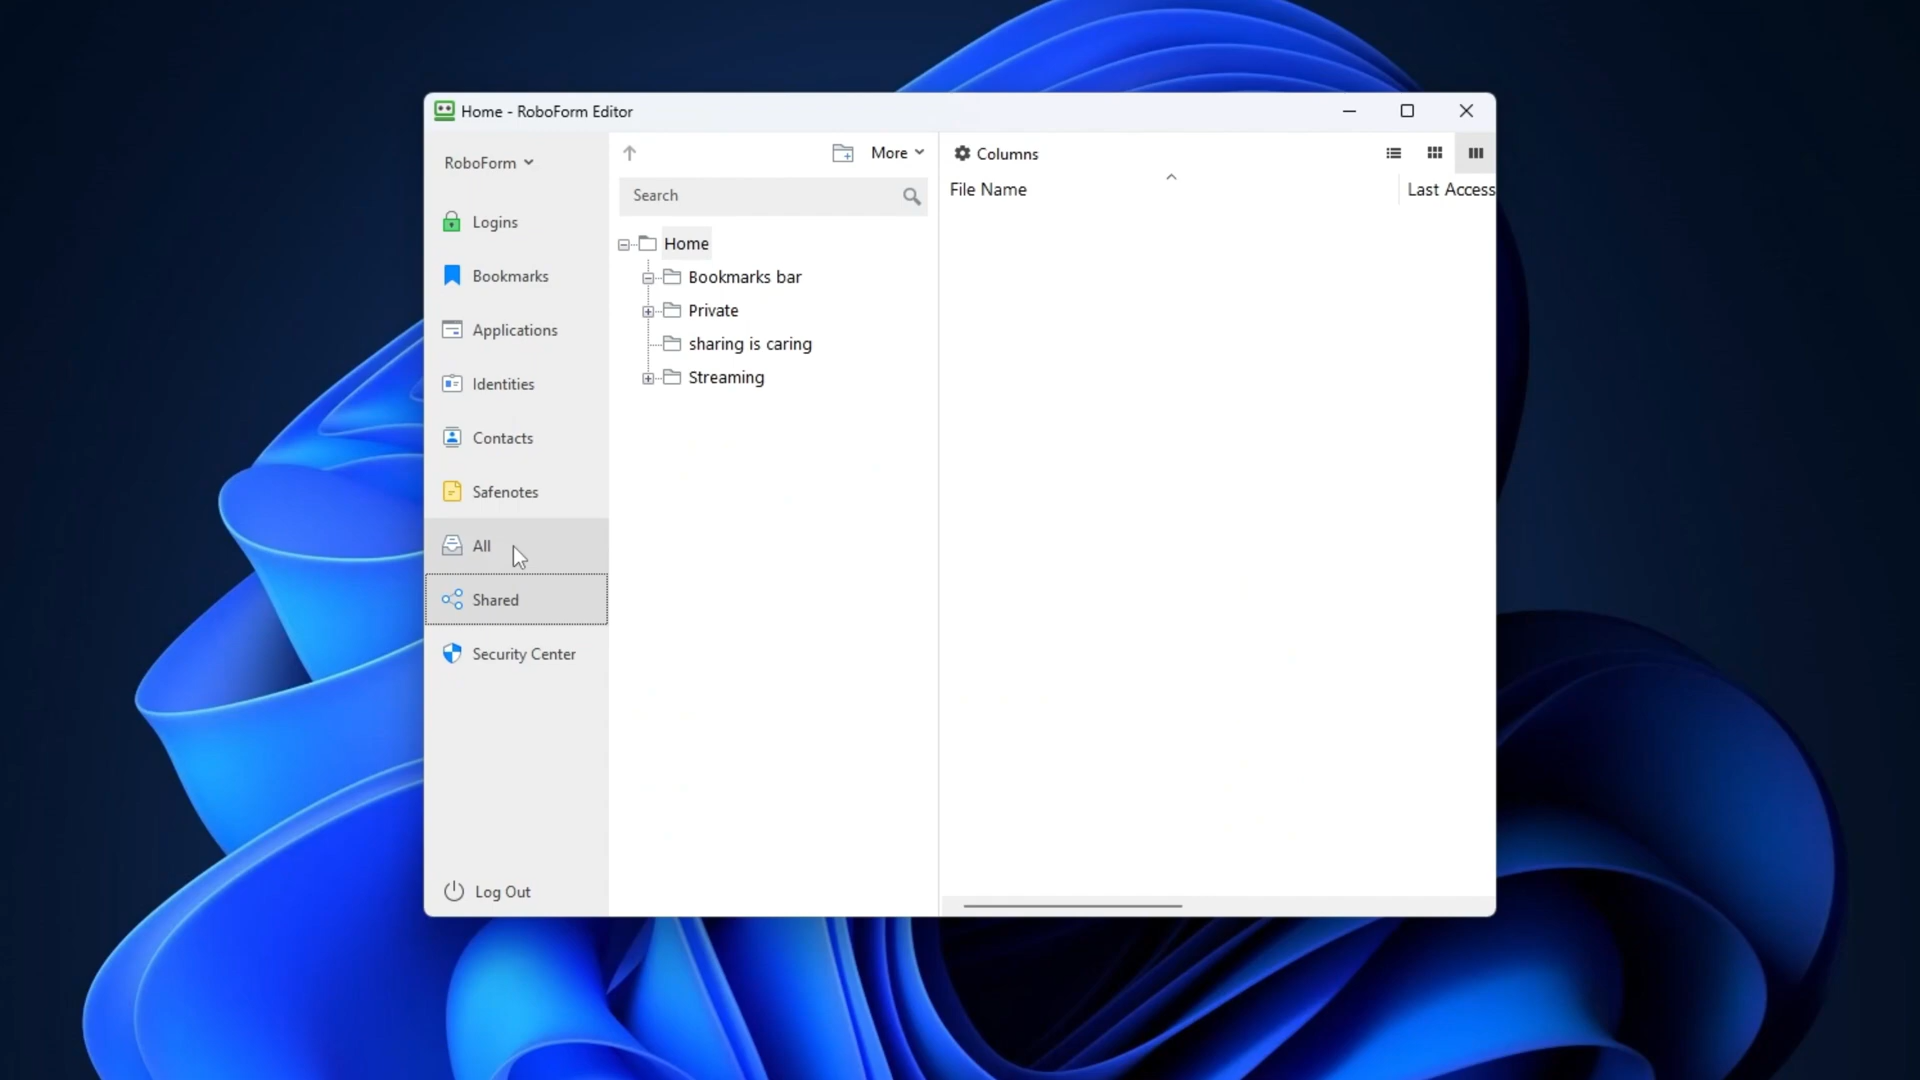 Home - RoboForm Editor
RoboForm
Logins
Bookmarks
Applications
Identities
Contacts
Safenotes
All
Shared
Security Center
Log Out
More
Search
Home
Bookmarks bar
Private
sharing is caring
Streaming
Columns
File Name
Last Access